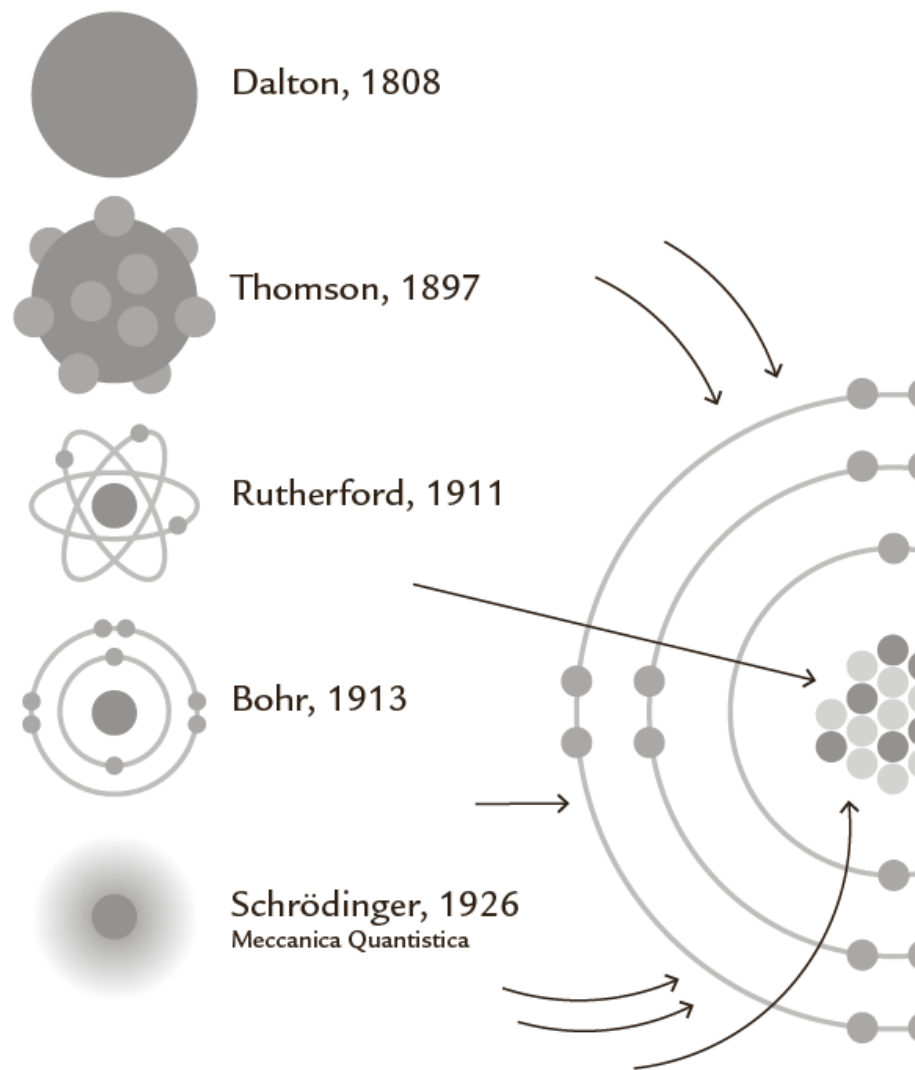 Dalton, 1808
Thomson, 1897
Rutherford, 1911
Bohr, 1913
Schrödinger, 1926
Meccanica Quantistica